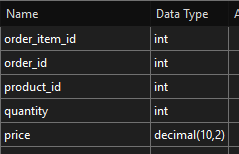 Name Data Type A
order_item_id int
order_id int
product_id int
quantity int
price decimal(10,2)